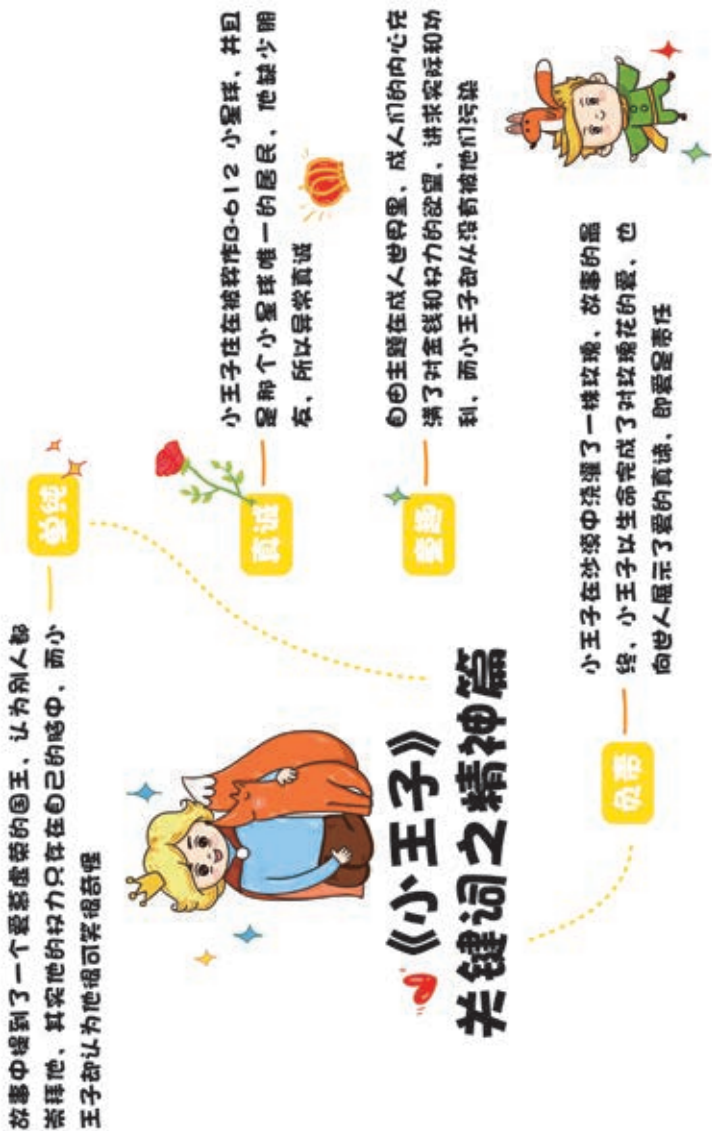 《小王子》
关键词之精神篇
单纯
故事中提到了一个爱慕虚荣的国王，认为别人都
崇拜他，其实他的权力只存在自己的脑中，而小
王子却认为他很可笑很奇怪
真诚
小王子住在被称作B-612 小星球，并且
是那个小星球唯一的居民，他缺少朋
友，所以异常真诚
童趣
自由主题在成人世界里，成人们的内心充
满了对金钱和权力的欲望，讲求实际和功
利，而小王子却从没有被他们污染
负责
小王子在沙漠中浇灌了一株玫瑰，故事的最
终，小王子以生命完成了对玫瑰花的爱，也
向世人展示了爱的真谛，即爱是责任